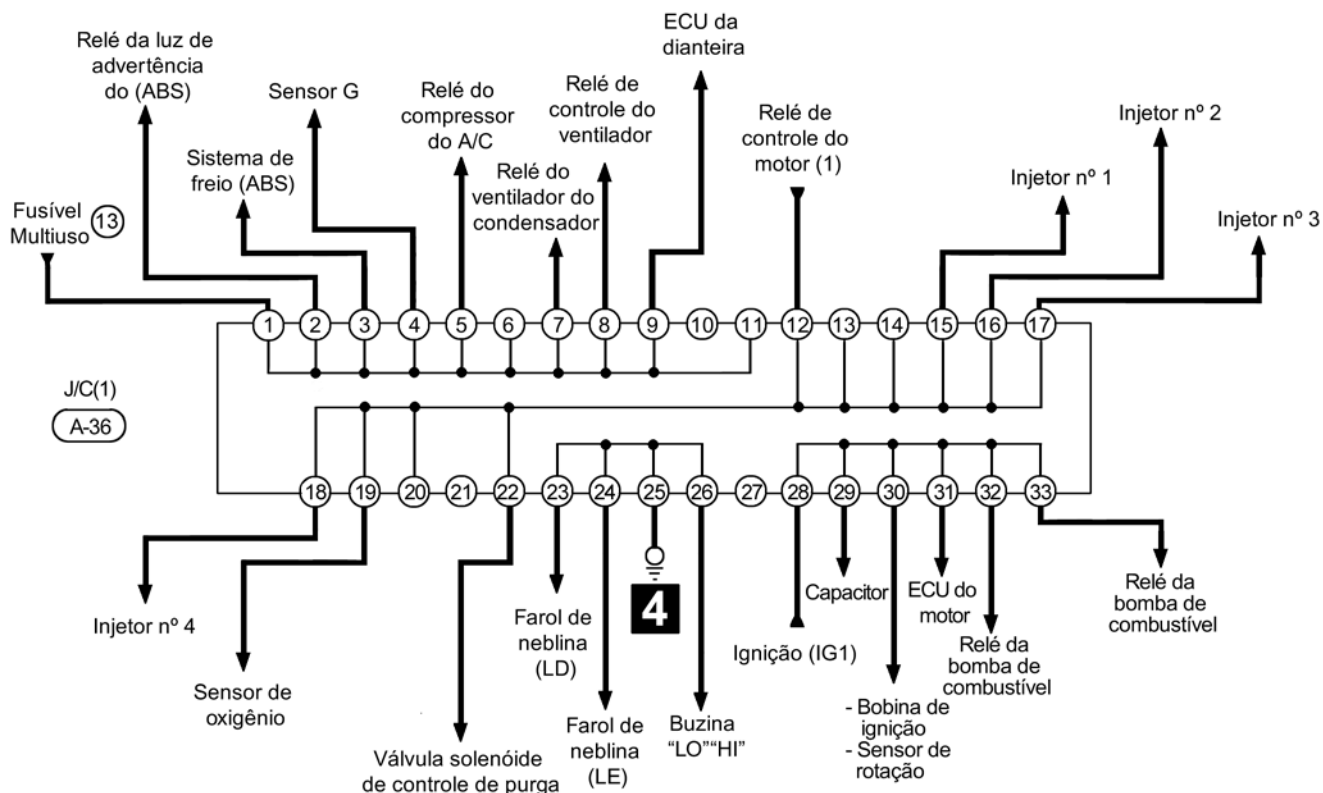 ECU da
dianteira
Relé da luz de
advertência
do (ABS)
Sensor G
Relé do
compressor
do A/C
Relé de
controle do
ventilador
Relé de
controle do
motor (1)
Injetor nº 2
Sistema de
freio (ABS)
Relé do
ventilador do
condensador
Injetor nº 1
Fusível
Multiuso 13
Injetor nº 3
1 2 3 4 5 6 7 8 9 10 11 12 13 14 15 16 17
J/C(1)
A-36
18 19 20 21 22 23 24 25 26 27 28 29 30 31 32 33
Injetor nº 4
Sensor de
oxigênio
Válvula solenóide
de controle de purga
Farol de
neblina
(LD)
Farol de
neblina
(LE)
4
Buzina
“LO”“HI”
Ignição (IG1)
Capacitor
- Bobina de
ignição
- Sensor de
rotação
ECU do
motor
Relé da
bomba de
combustível
Relé da
bomba de
combustível